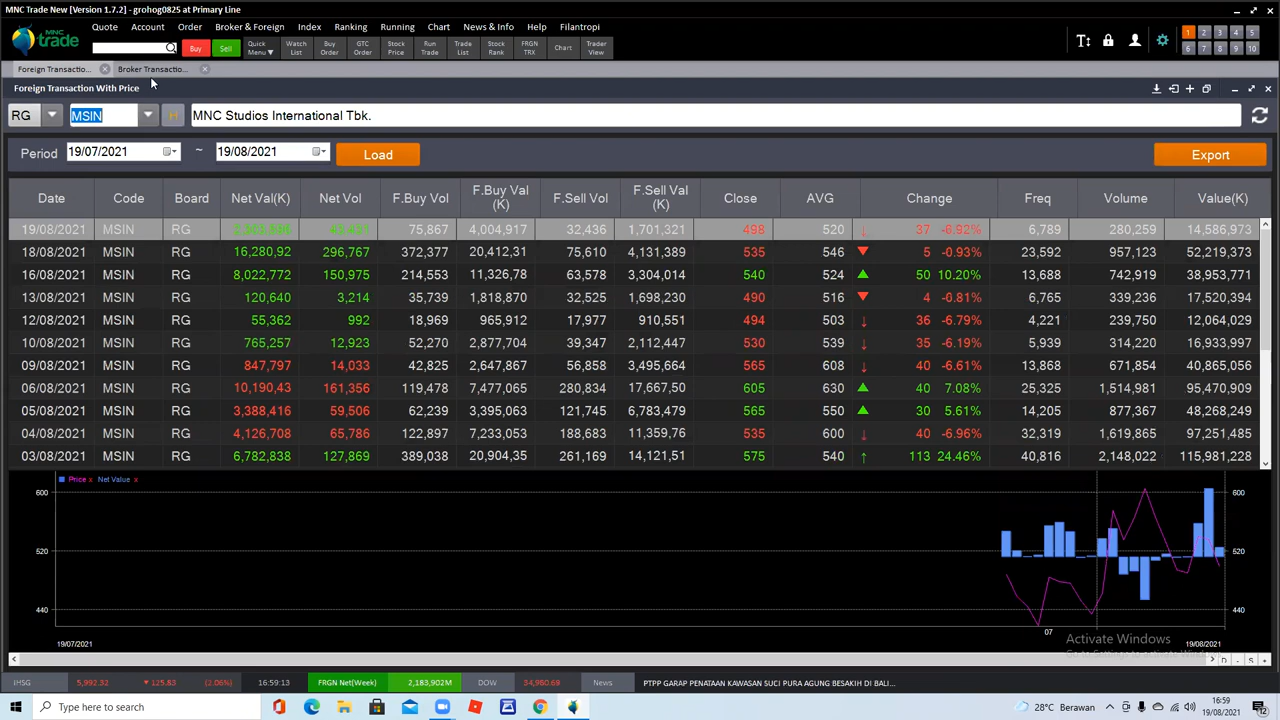 MNC Trade New [Version 1.7.2] - grohog0825 at Primary Line
MNC trade
Quote Account Order Broker & Foreign Index Ranking Running Chart News & Info Help Filantropi
Buy Sell Quick Menu Watch List Buy Order GTC Order Stock Price Run Trade Trade List Stock Rank FRGN TRX Chart Trader View
1 2 3 4 5
6 7 8 9 10
Foreign Transactio... Broker Transactio...
Foreign Transaction With Price
RG MSIN H MNC Studios International Tbk.
Period 19/07/2021 ~ 19/08/2021 Load Export
Date Code Board Net Val(K) Net Vol F.Buy Vol F.Buy Val (K) F.Sell Vol F.Sell Val (K) Close AVG Change Freq Volume Value(K)
19/08/2021 MSIN RG 75,867 4,004,917 32,436 1,701,321 498 520 37 -6.92% 6,789 280,259 14,586,973
18/08/2021 MSIN RG 16,280,92 296,767 372,377 20,412,31 75,610 4,131,389 535 546 5 -0.93% 23,592 957,123 52,219,373
16/08/2021 MSIN RG 8,022,772 150,975 214,553 11,326,78 63,578 3,304,014 540 524 50 10.20% 13,688 742,919 38,953,771
13/08/2021 MSIN RG 120,640 3,214 35,739 1,818,870 32,525 1,698,230 490 516 4 -0.81% 6,765 339,236 17,520,394
12/08/2021 MSIN RG 55,362 992 18,969 965,912 17,977 910,551 494 503 36 -6.79% 4,221 239,750 12,064,029
10/08/2021 MSIN RG 765,257 12,923 52,270 2,877,704 39,347 2,112,447 530 539 35 -6.19% 5,939 314,220 16,933,997
09/08/2021 MSIN RG 847,797 14,033 42,825 2,647,867 56,858 3,495,664 565 608 40 -6.61% 13,868 671,854 40,865,056
06/08/2021 MSIN RG 10,190,43 161,356 119,478 7,477,065 280,834 17,667,50 605 630 40 7.08% 25,325 1,514,981 95,470,909
05/08/2021 MSIN RG 3,388,416 59,506 62,239 3,395,063 121,745 6,783,479 565 550 30 5.61% 14,205 877,367 48,268,249
04/08/2021 MSIN RG 4,126,708 65,786 122,897 7,233,053 188,683 11,359,76 535 600 40 -6.96% 32,319 1,619,865 97,251,485
03/08/2021 MSIN RG 6,782,838 127,869 389,038 20,904,35 261,169 14,121,51 575 540 113 24.46% 40,816 2,148,022 115,981,228
Price x Net Value x
600 600
520 520
440 440
07
19/07/2021 19/08/2021
Activate Windows
D - S +
IHSG 5,992.32 125.83 (2.06%) 16:59:13 FRGN Net(Week) 2,183,902M DOW 34,960.69 News PTPP GARAP PENATAAN KAWASAN SUCI PURA AGUNG BESAKIH DI BALI...
Type here to search
28°C Berawan
16:59
19/08/2021
12